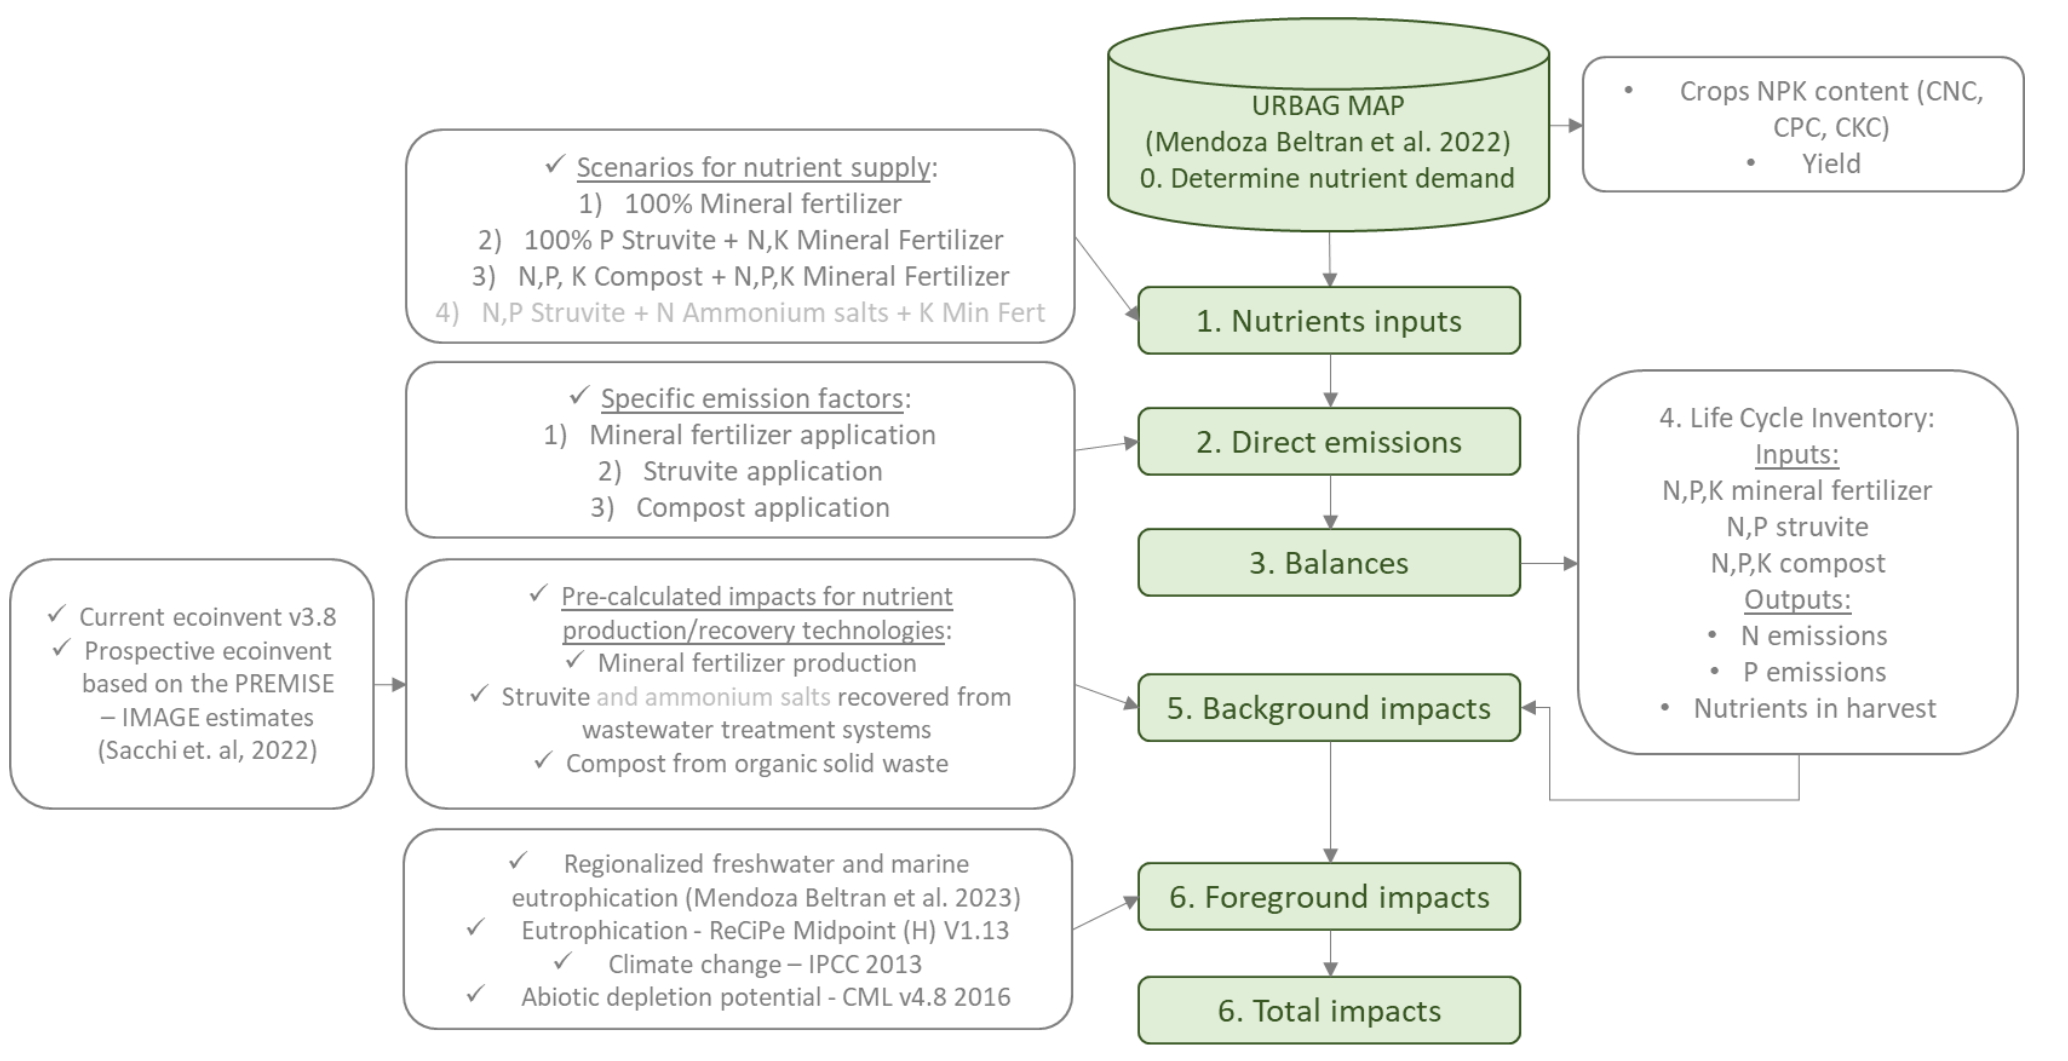 URBAG MAP
(Mendoza Beltran et al. 2022)
0. Determine nutrient demand
• Crops NPK content (CNC,
CPC, CKC)
• Yield
✓ Scenarios for nutrient supply:
1) 100% Mineral fertilizer
2) 100% P Struvite + N,K Mineral Fertilizer
3) N,P, K Compost + N,P,K Mineral Fertilizer
4) N,P Struvite + N Ammonium salts + K Min Fert
1. Nutrients inputs
✓ Specific emission factors:
1) Mineral fertilizer application
2) Struvite application
3) Compost application
2. Direct emissions
3. Balances
4. Life Cycle Inventory:
Inputs:
N,P,K mineral fertilizer
N,P struvite
N,P,K compost
Outputs:
• N emissions
• P emissions
• Nutrients in harvest
✓ Current ecoinvent v3.8
✓ Prospective ecoinvent
based on the PREMISE
– IMAGE estimates
(Sacchi et. al, 2022)
✓ Pre-calculated impacts for nutrient
production/recovery technologies:
✓ Mineral fertilizer production
✓ Struvite and ammonium salts recovered from
wastewater treatment systems
✓ Compost from organic solid waste
5. Background impacts
✓ Regionalized freshwater and marine
eutrophication (Mendoza Beltran et al. 2023)
✓ Eutrophication - ReCiPe Midpoint (H) V1.13
✓ Climate change – IPCC 2013
✓ Abiotic depletion potential - CML v4.8 2016
6. Foreground impacts
6. Total impacts